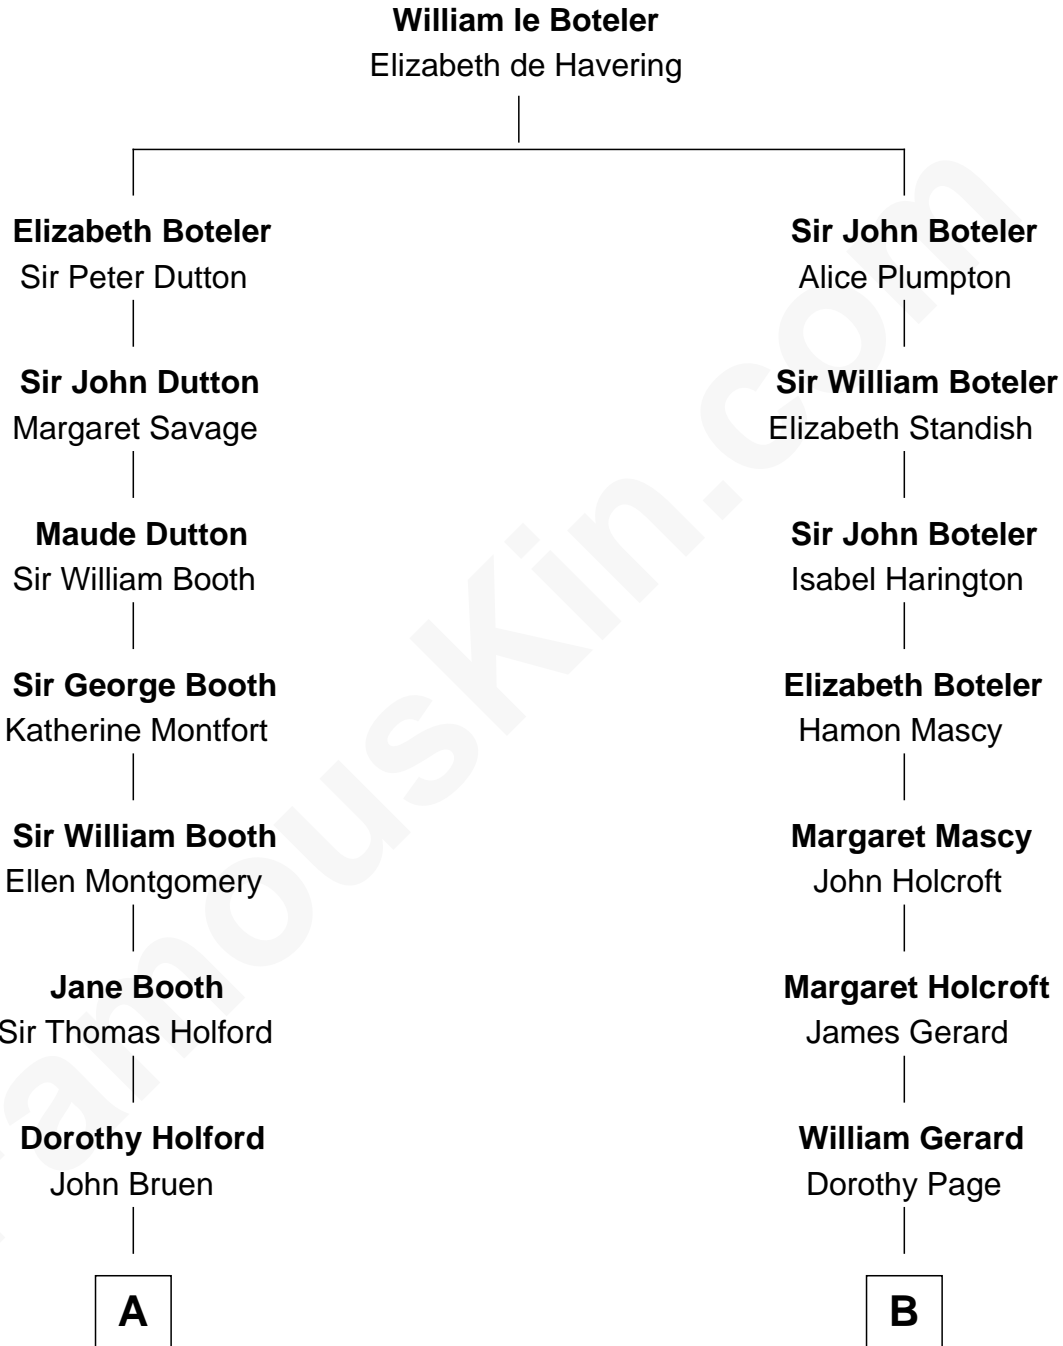 William le Boteler
Elizabeth de Havering
Elizabeth Boteler
Sir Peter Dutton
Sir John Dutton
Margaret Savage
Maude Dutton
Sir William Booth
Sir George Booth
Katherine Montfort
Sir William Booth
Ellen Montgomery
Jane Booth
Sir Thomas Holford
Dorothy Holford
John Bruen
A
Sir John Boteler
Alice Plumpton
Sir William Boteler
Elizabeth Standish
Sir John Boteler
Isabel Harington
Elizabeth Boteler
Hamon Mascy
Margaret Mascy
John Holcroft
Margaret Holcroft
James Gerard
William Gerard
Dorothy Page
B
FamousKin.com